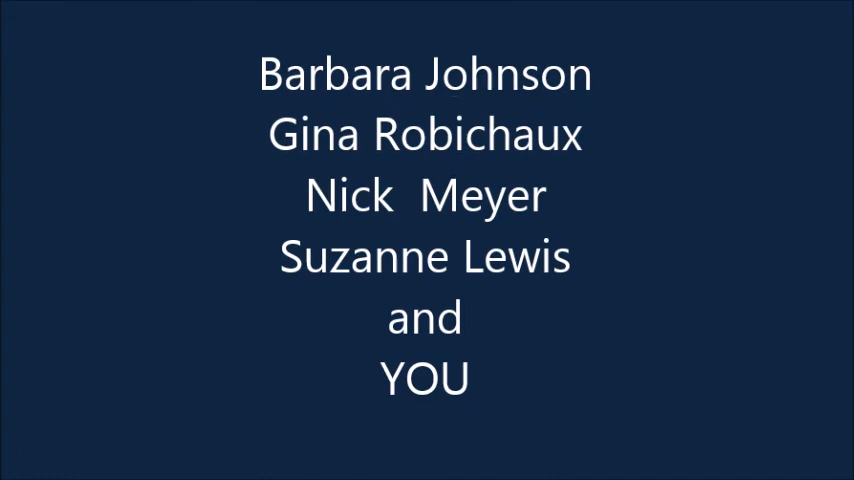 Barbara Johnson
Gina Robichaux
Nick  Meyer
Suzanne Lewis
and
YOU